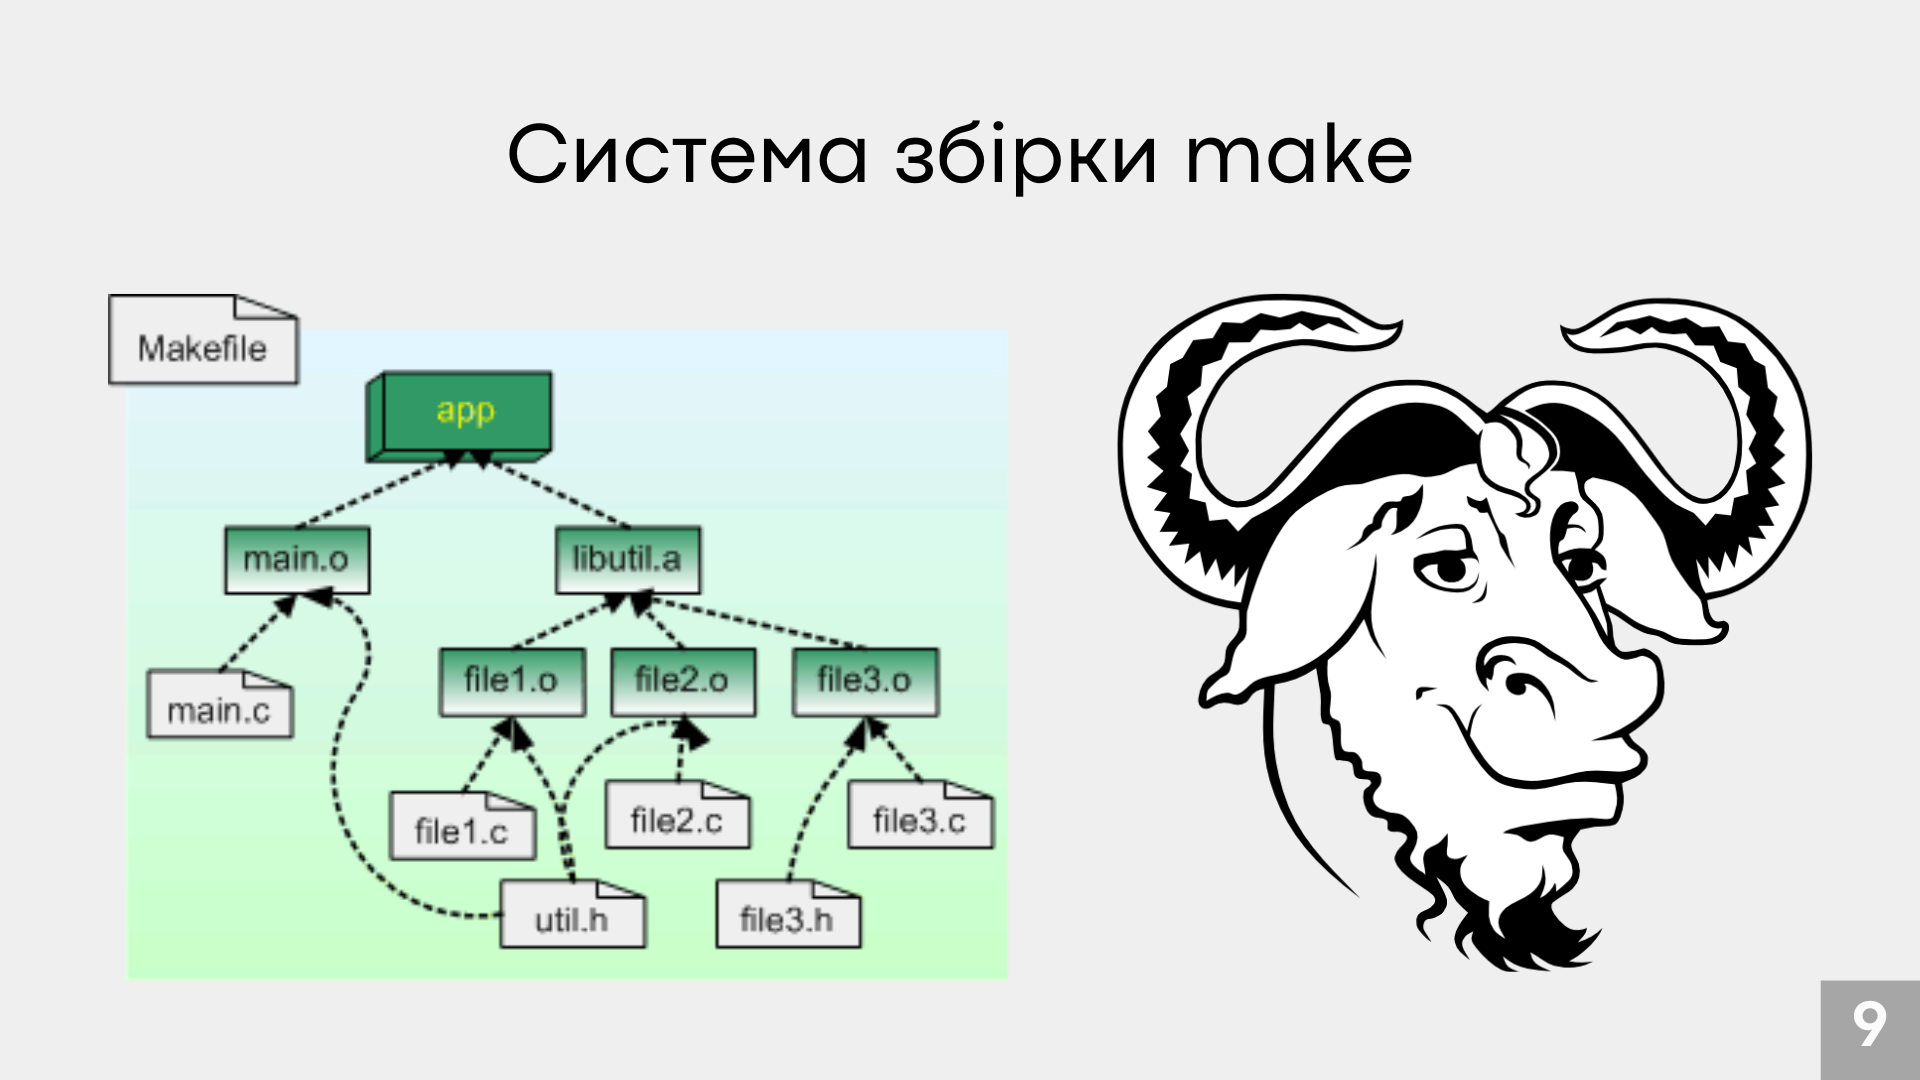 Система збірки make
Makefile
app
main.o
libutil.a
main.c
file1.o
file2.o
file3.o
file1.c
file2.c
file3.c
util.h
file3.h
9